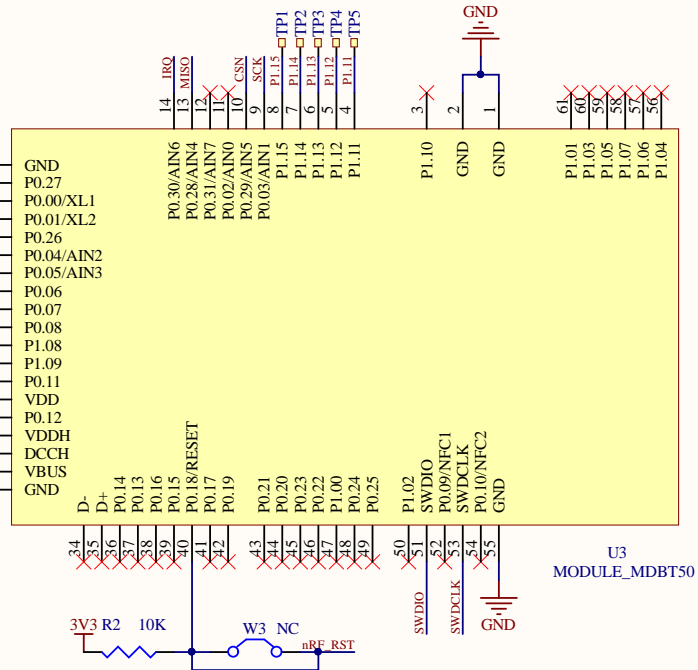 TP1
TP2
TP3
TP4
TP5
GND
IRQ
MISO
CSN
SCK
P1.15
P1.14
P1.13
P1.12
P1.11
14
13
12
11
10
9
8
7
6
5
4
3
2
1
61
60
59
58
57
56
P0.30/AIN6
P0.28/AIN4
P0.31/AIN7
P0.02/AIN0
P0.29/AIN5
P0.03/AIN1
P1.15
P1.14
P1.13
P1.12
P1.11
P1.10
GND
GND
P1.01
P1.03
P1.05
P1.07
P1.06
P1.04
GND
P0.27
P0.00/XL1
P0.01/XL2
P0.26
P0.04/AIN2
P0.05/AIN3
P0.06
P0.07
P0.08
P1.08
P1.09
P0.11
VDD
P0.12
VDDH
DCCH
VBUS
GND
D-
D+
P0.14
P0.13
P0.16
P0.15
P0.18/RESET
P0.17
P0.19
P0.21
P0.20
P0.23
P0.22
P1.00
P0.24
P0.25
P1.02
SWDIO
P0.09/NFC1
SWDCLK
P0.10/NFC2
GND
34
35
36
37
38
39
40
41
42
43
44
45
46
47
48
49
50
51
52
53
54
55
U3
MODULE_MDBT50
SWDIO
SWDCLK
GND
3V3 R2 10K
W3 NC
nRF_RST